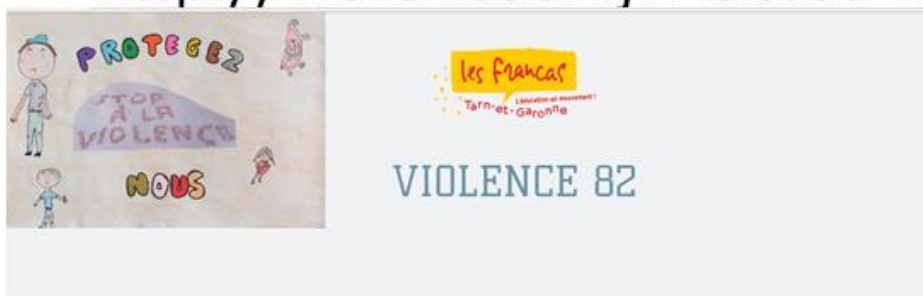 PROTEGEZ
STOP
À LA
VIOLENCE
NOUS
les francas
L'éducation en mouvement !
Tarn-et-Garonne
VIOLENCE 82